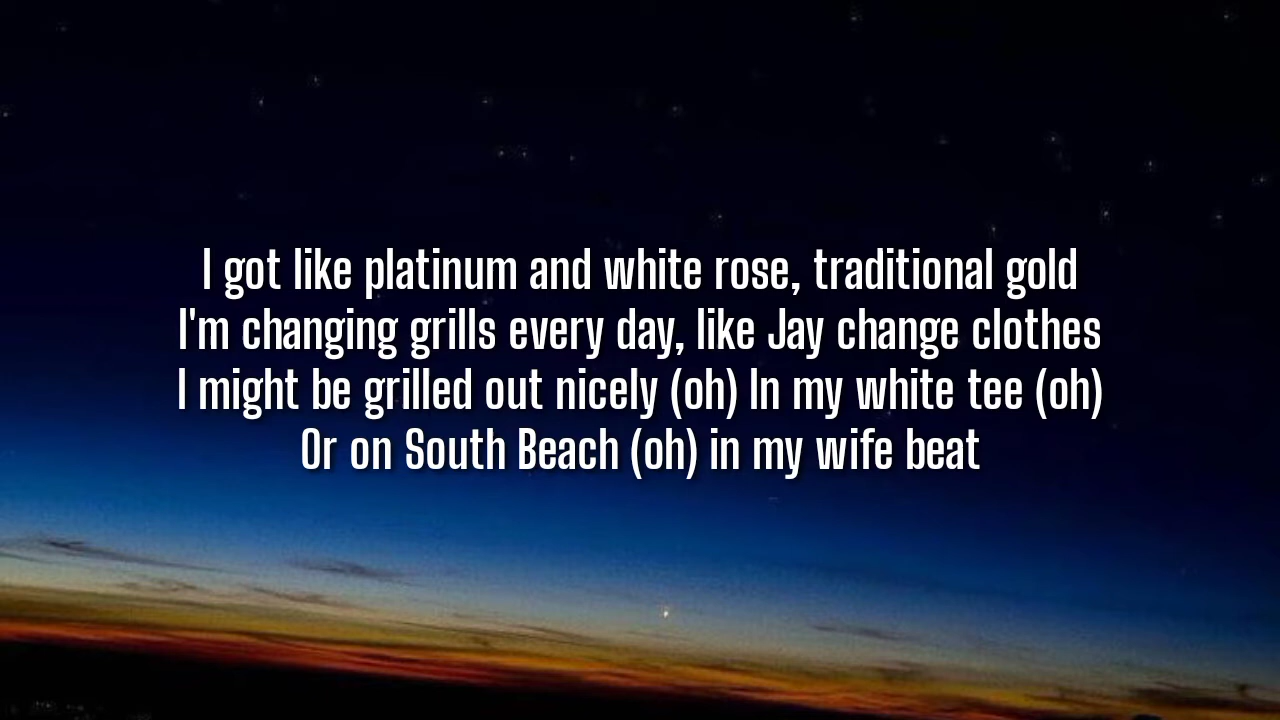 I got like platinum and white rose, traditional gold
I'm changing grills every day, like Jay change clothes
I might be grilled out nicely (oh) In my white tee (oh)
Or on South Beach (oh) in my wife beat